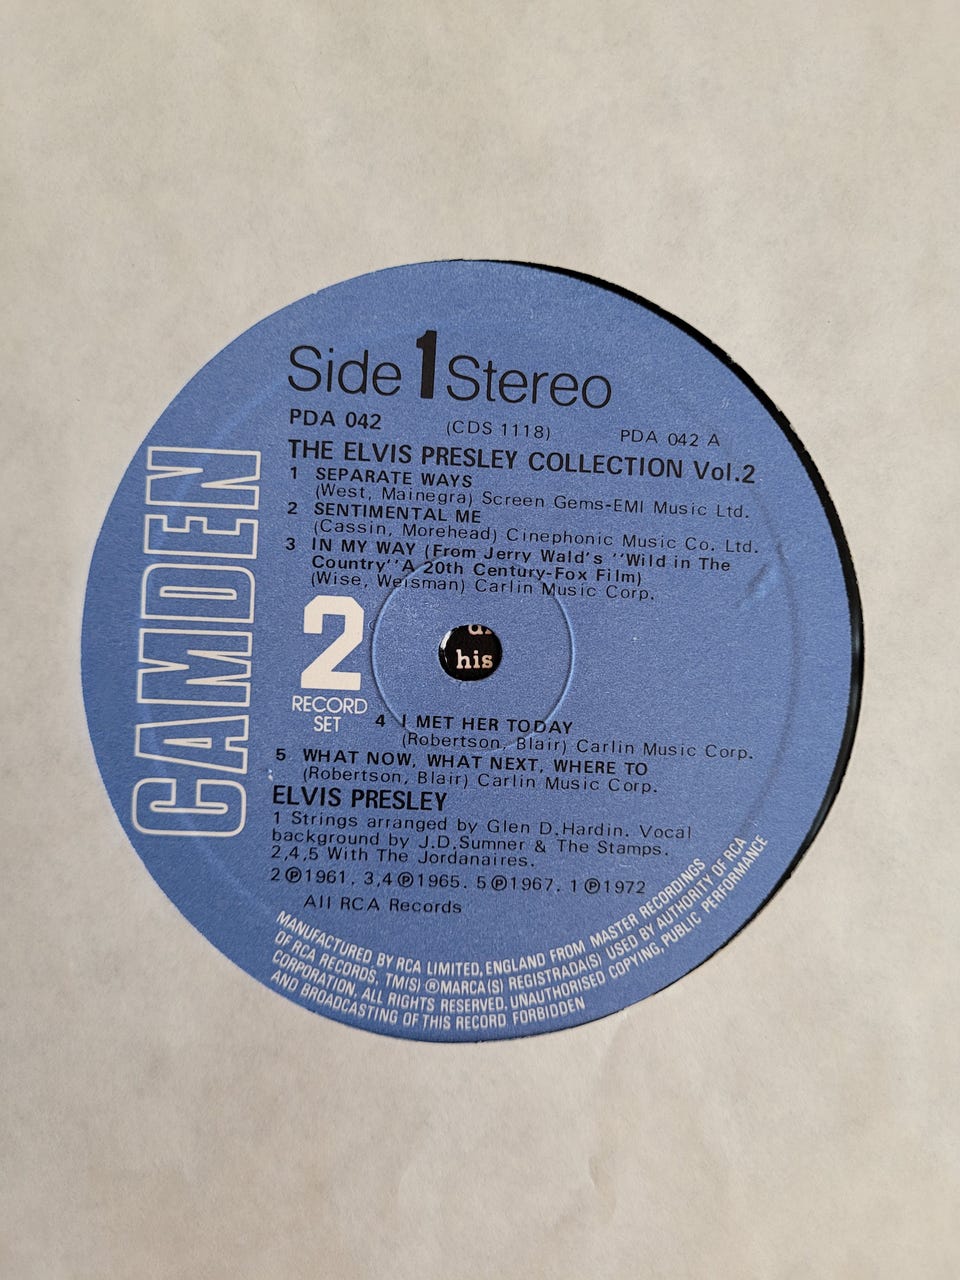 Side 1 Stereo
PDA 042 (CDS 1118) PDA 042 A
THE ELVIS PRESLEY COLLECTION Vol.2
1 SEPARATE WAYS
(West, Mainegra) Screen Gems-EMI Music Ltd.
2 SENTIMENTAL ME
(Cassin, Morehead) Cinephonic Music Co. Ltd.
3 IN MY WAY (From Jerry Wald's ''Wild in The
Country'' A 20th Century-Fox Film)
(Wise, Weisman) Carlin Music Corp.
2
RECORD
SET
his
4 I MET HER TODAY
(Robertson, Blair) Carlin Music Corp.
5 WHAT NOW, WHAT NEXT, WHERE TO
(Robertson, Blair) Carlin Music Corp.
ELVIS PRESLEY
1 Strings arranged by Glen D.Hardin. Vocal
background by J.D.Sumner & The Stamps.
2,4,5 With The Jordanaires.
2 ℗1961. 3,4 ℗1965. 5 ℗1967. 1 ℗1972
All RCA Records
CAMDEN
MANUFACTURED BY RCA LIMITED, ENGLAND FROM MASTER RECORDINGS
OF RCA RECORDS, TM(S) ® MARCA(S) REGISTRADA(S) USED BY AUTHORITY OF RCA
CORPORATION, ALL RIGHTS RESERVED. UNAUTHORISED COPYING, PUBLIC PERFORMANCE
AND BROADCASTING OF THIS RECORD FORBIDDEN